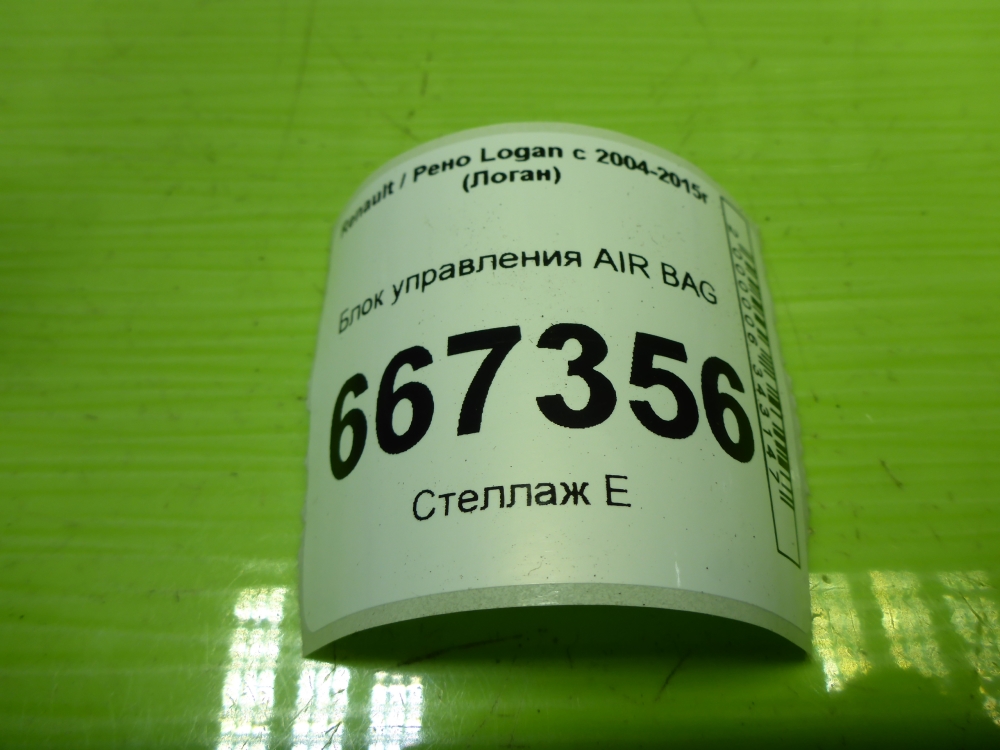 Renault / Рено Logan с 2004-2015г
(Логан)
Блок управления AIR BAG
667356
Стеллаж Е